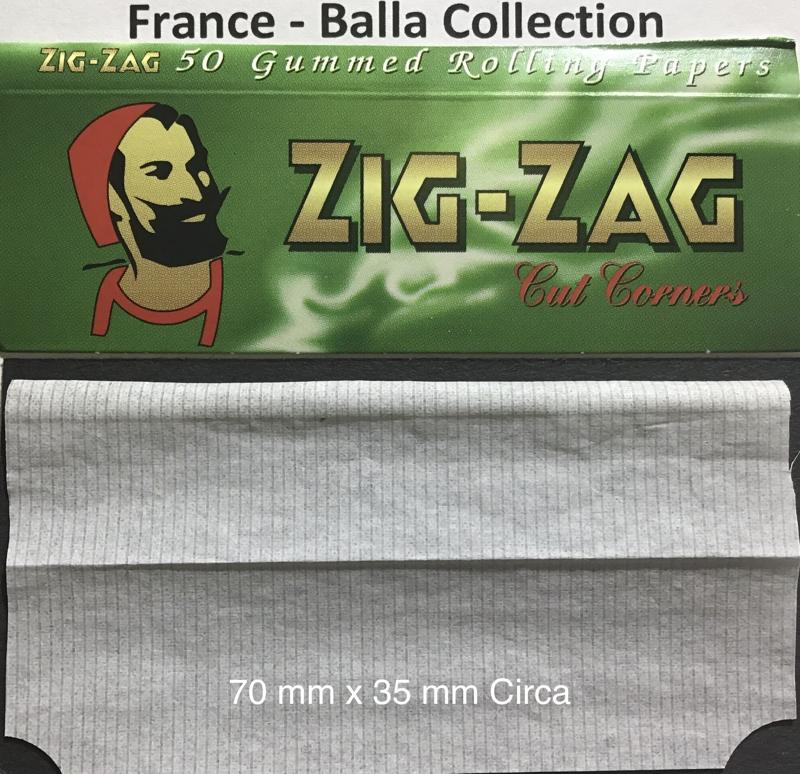 France - Balla Collection
ZIG-ZAG 50 Gummed Rolling Papers
ZIG-ZAG
Cut Corners
70 mm x 35 mm Circa